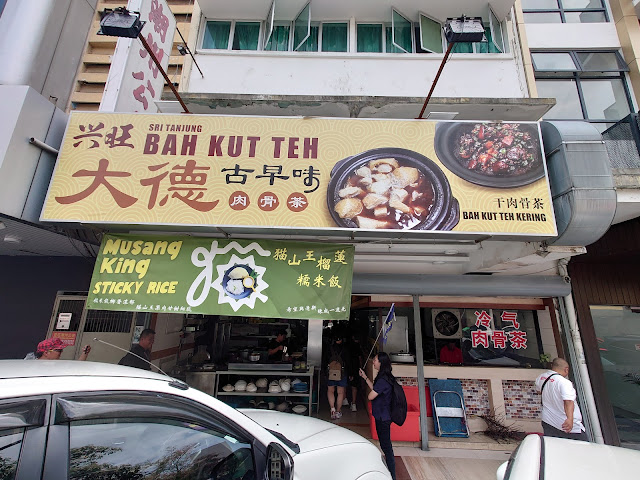 兴旺
SRI TANJUNG
BAH KUT TEH
大德
古早味
肉骨茶
干肉骨茶
BAH KUT TEH KERING
Musang
King
STICKY RICE
猫山王榴莲
糯米饭
冷气
肉骨茶